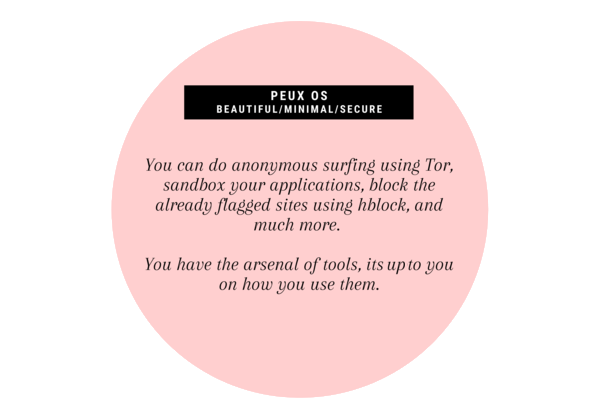 PEUX OS
BEAUTIFUL/MINIMAL/SECURE
You can do anonymous surfing using Tor,
sandbox your applications, block the
already flagged sites using hblock, and
much more.
You have the arsenal of tools, its up to you
on how you use them.